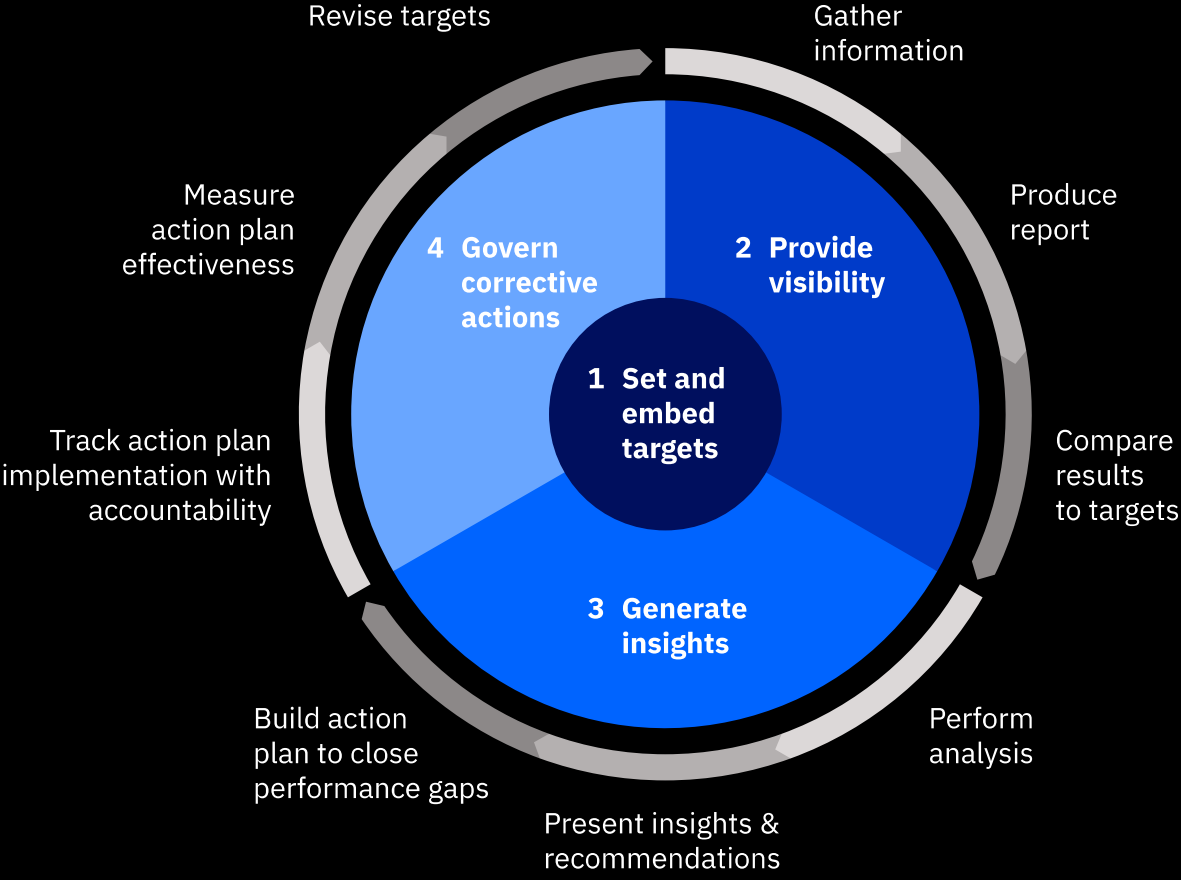 Revise targets
Gather
information
Measure
action plan
effectiveness
Produce
report
4 Govern
corrective
actions
2 Provide
visibility
1 Set and
embed
targets
Track action plan
implementation with
accountability
Compare
results
to targets
3 Generate
insights
Build action
plan to close
performance gaps
Perform
analysis
Present insights &
recommendations